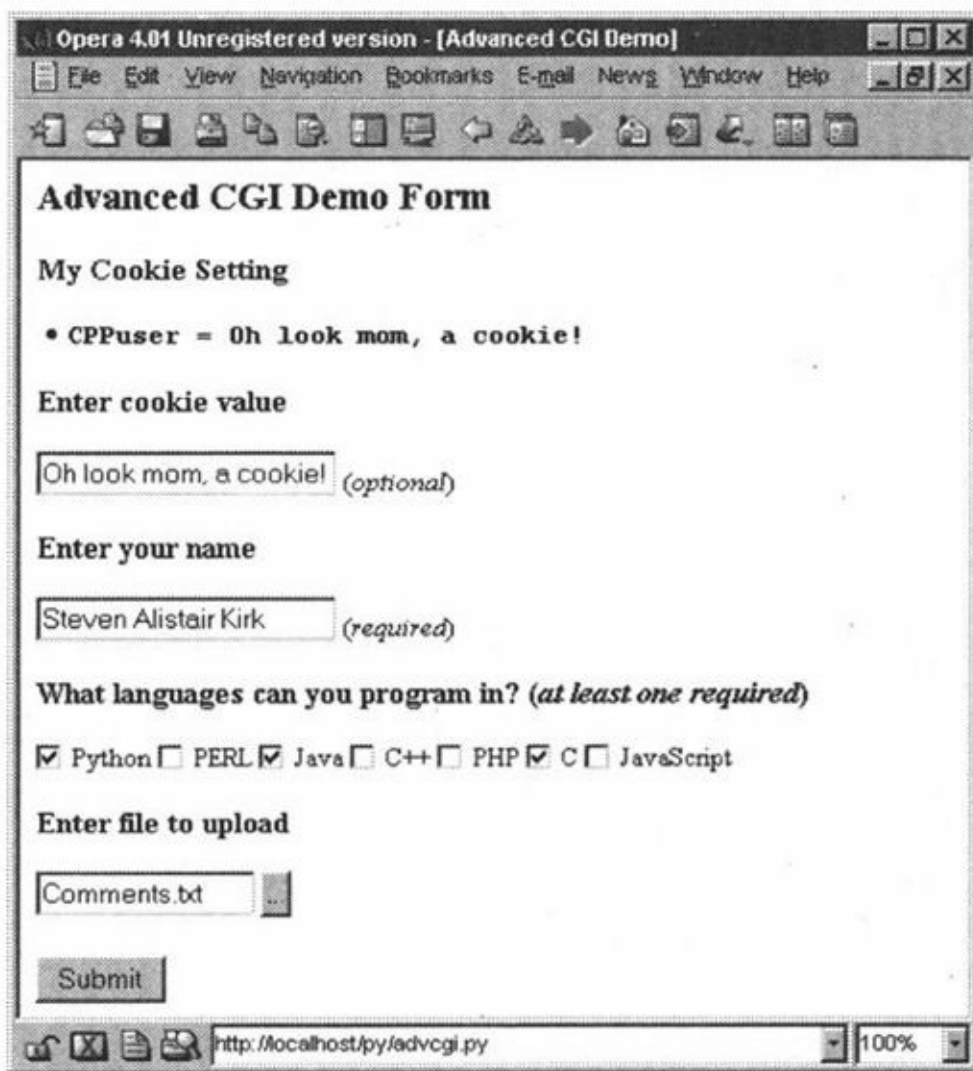 Opera 4.01 Unregistered version - [Advanced CGI Demo]
File Edit View Navigation Bookmarks E-mail News Window Help
Advanced CGI Demo Form
My Cookie Setting
• CPPuser = Oh look mom, a cookie!
Enter cookie value
Oh look mom, a cookie! (optional)
Enter your name
Steven Alistair Kirk (required)
What languages can you program in? (at least one required)
Python PERL Java C++ PHP C JavaScript
Enter file to upload
Comments.txt ...
Submit
http://localhost/py/advcgi.py 100%